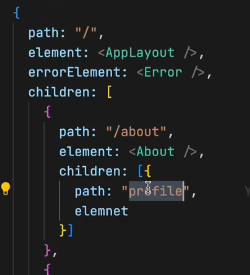 {
path: "/",
element: <AppLayout />,
errorElement: <Error />,
children: [
{
path: "/about",
element: <About />,
children: [{
path: "profile",
elemnet
}]
},
{